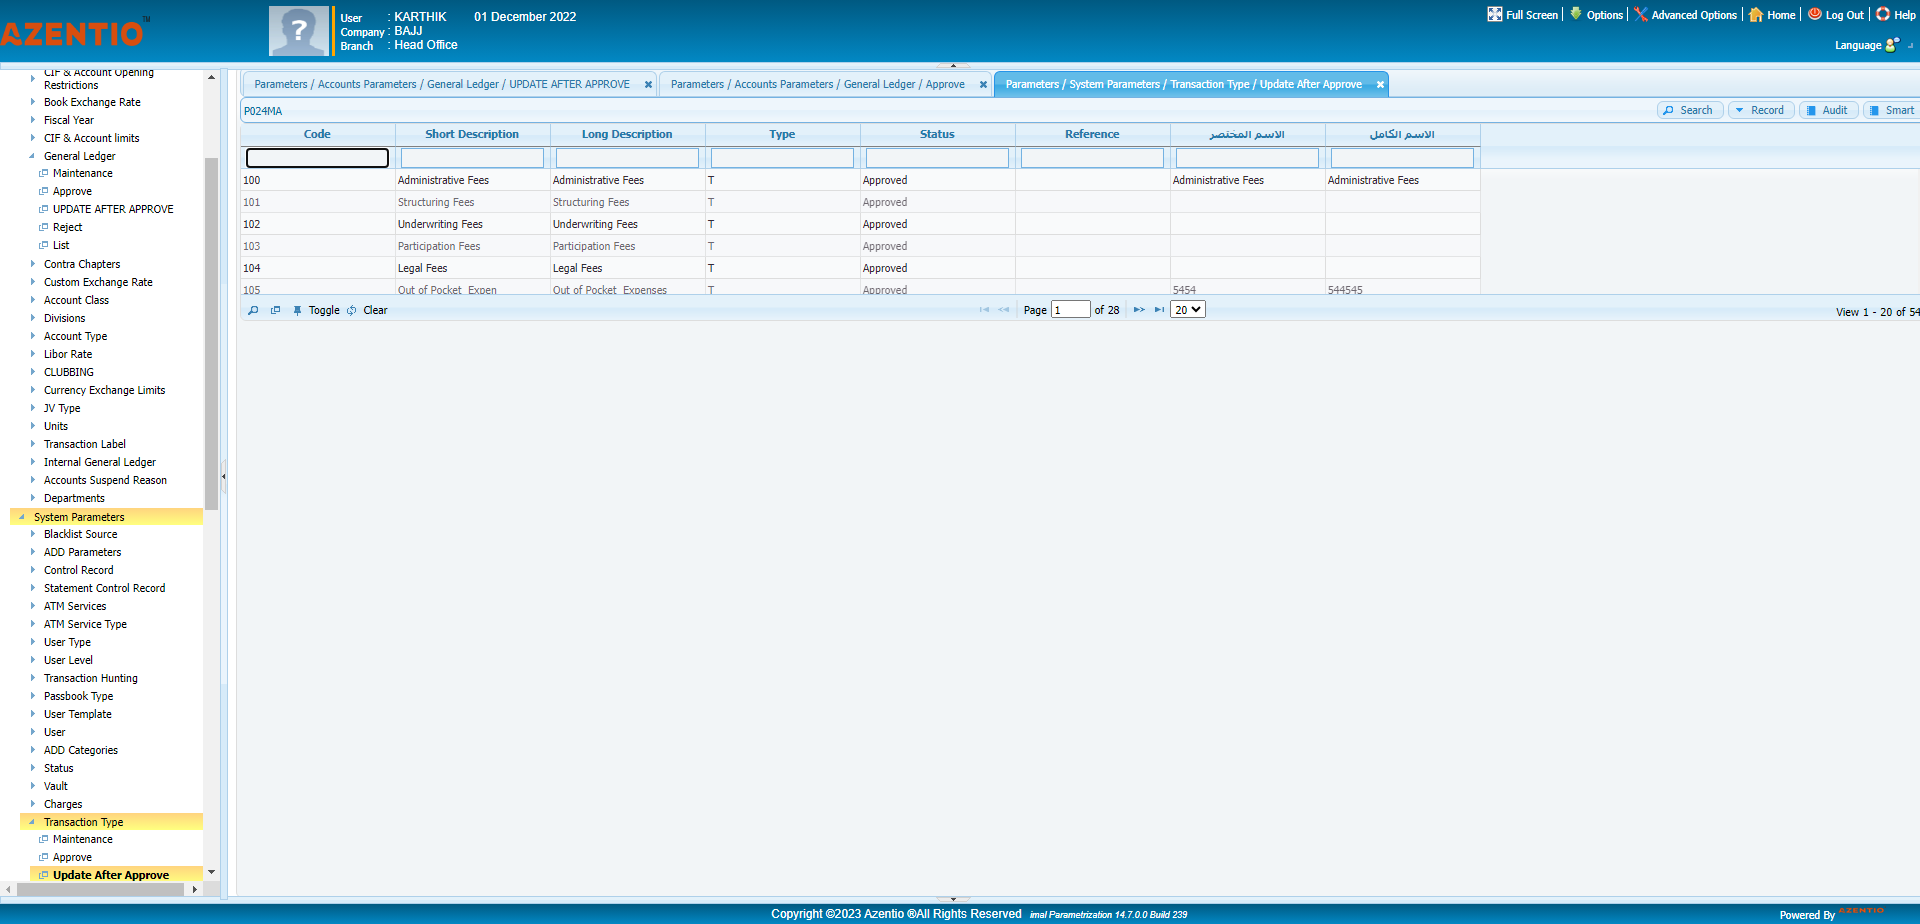 AZENTIO™
User : KARTHIK 01 December 2022
Company : BAJJ
Branch : Head Office
Full Screen | Options | Advanced Options | Home | Log Out | Help
Language
CIF & Account Opening
Restrictions
Book Exchange Rate
Fiscal Year
CIF & Account limits
General Ledger
Maintenance
Approve
UPDATE AFTER APPROVE
Reject
List
Contra Chapters
Custom Exchange Rate
Account Class
Divisions
Account Type
Libor Rate
CLUBBING
Currency Exchange Limits
JV Type
Units
Transaction Label
Internal General Ledger
Accounts Suspend Reason
Departments
System Parameters
Blacklist Source
ADD Parameters
Control Record
Statement Control Record
ATM Services
ATM Service Type
User Type
User Level
Transaction Hunting
Passbook Type
User Template
User
ADD Categories
Status
Vault
Charges
Transaction Type
Maintenance
Approve
Update After Approve
Parameters / Accounts Parameters / General Ledger / UPDATE AFTER APPROVE
Parameters / Accounts Parameters / General Ledger / Approve
Parameters / System Parameters / Transaction Type / Update After Approve
P024MA
Search Record Audit Smart
Code Short Description Long Description Type Status Reference الاسم المختصر الاسم الكامل
100 Administrative Fees Administrative Fees T Approved Administrative Fees Administrative Fees
101 Structuring Fees Structuring Fees T Approved
102 Underwriting Fees Underwriting Fees T Approved
103 Participation Fees Participation Fees T Approved
104 Legal Fees Legal Fees T Approved
105 Out of Pocket Expen Out of Pocket Expenses T Approved 5454 544545
Toggle Clear
Page 1 of 28 20
View 1 - 20 of 54
Copyright ©2023 Azentio ®All Rights Reserved imal Parametrization 14.7.0.0 Build 239
Powered By AZENTIO